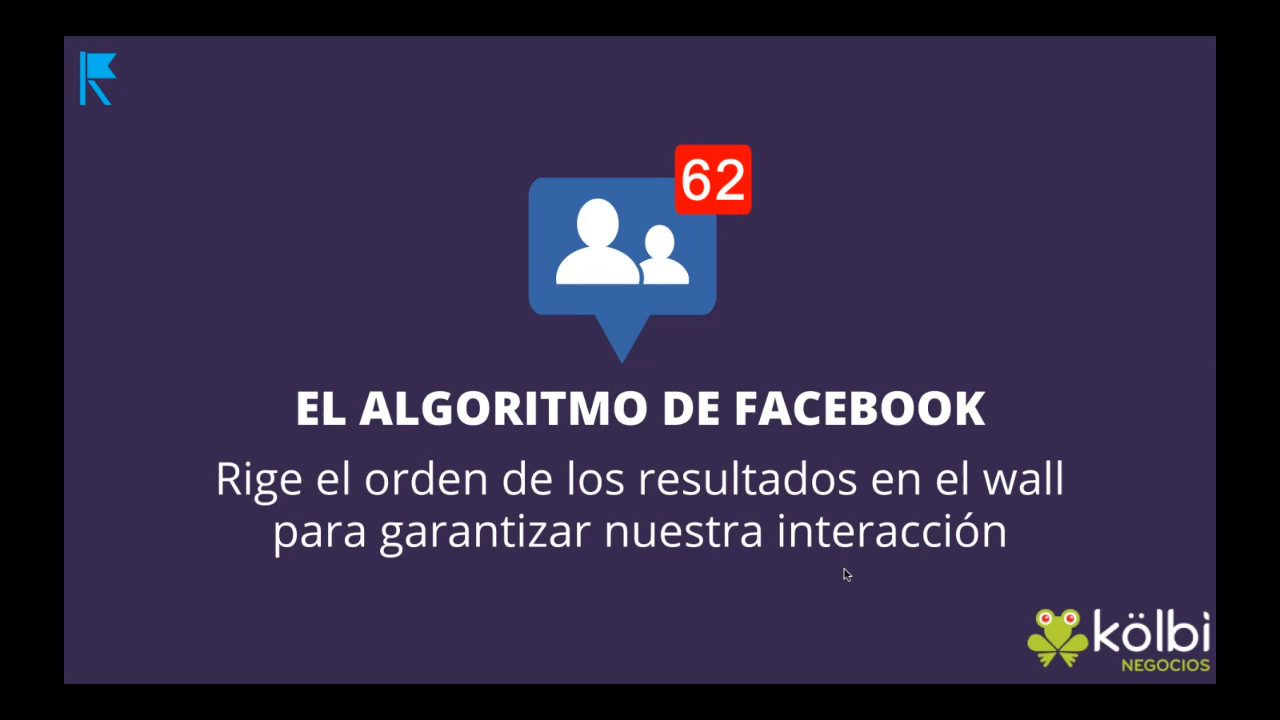 62
EL ALGORITMO DE FACEBOOK
Rige el orden de los resultados en el wall
para garantizar nuestra interacción
kölbi
NEGOCIOS